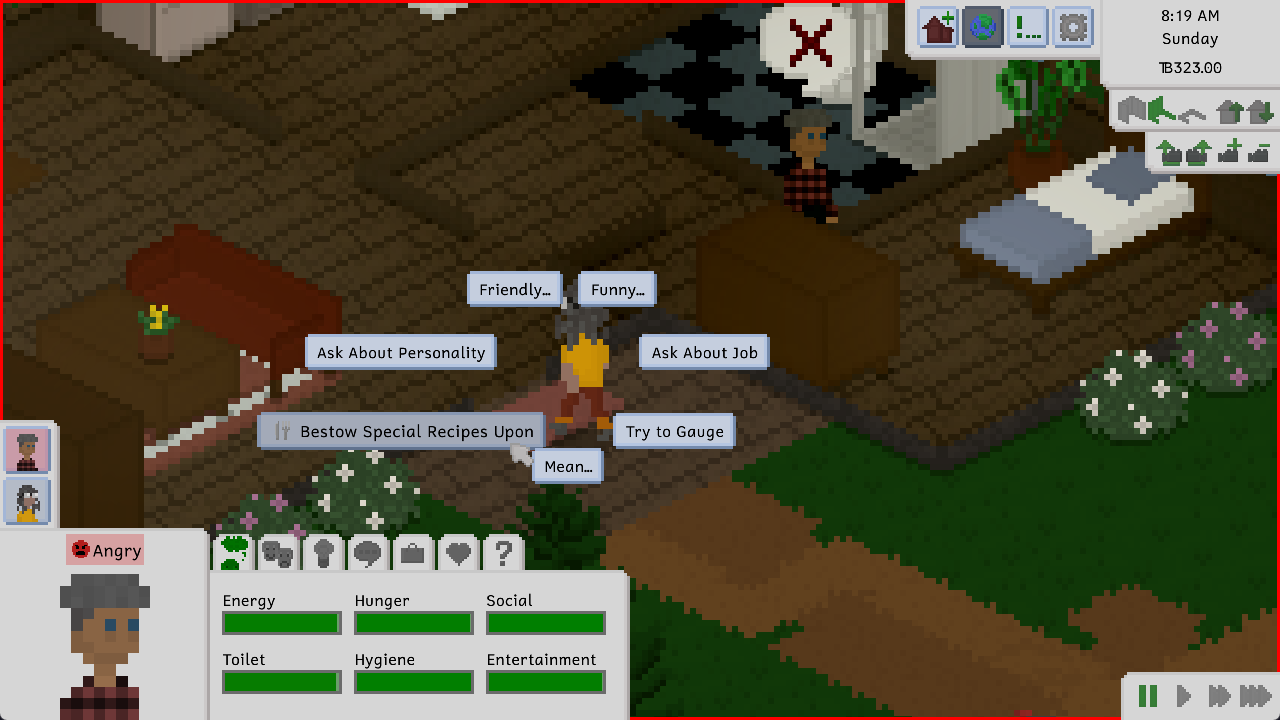 8:19 AM
Sunday
TB323.00
Friendly...
Funny...
Ask About Personality
Ask About Job
Bestow Special Recipes Upon
Try to Gauge
Mean...
Angry
Energy
Hunger
Social
Toilet
Hygiene
Entertainment